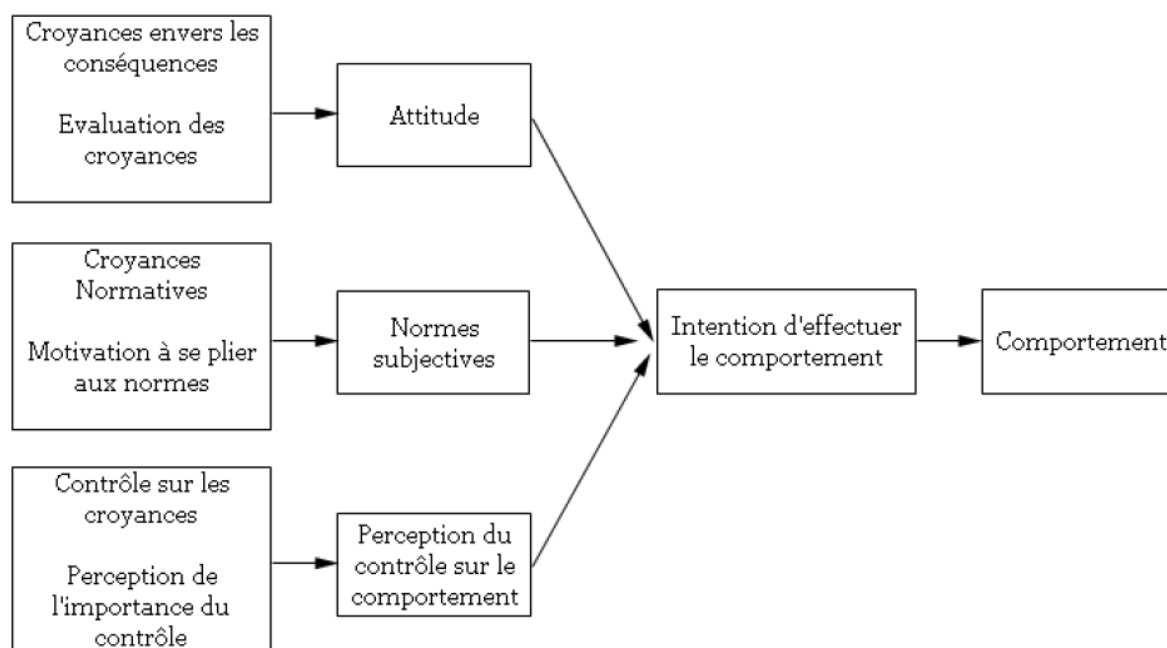 Croyances envers les
conséquences
Evaluation des
croyances
Attitude
Croyances
Normatives
Motivation à se plier
aux normes
Normes
subjectives
Intention d'effectuer
le comportement
Comportement
Contrôle sur les
croyances
Perception de
l'importance du
contrôle
Perception du
contrôle sur le
comportement